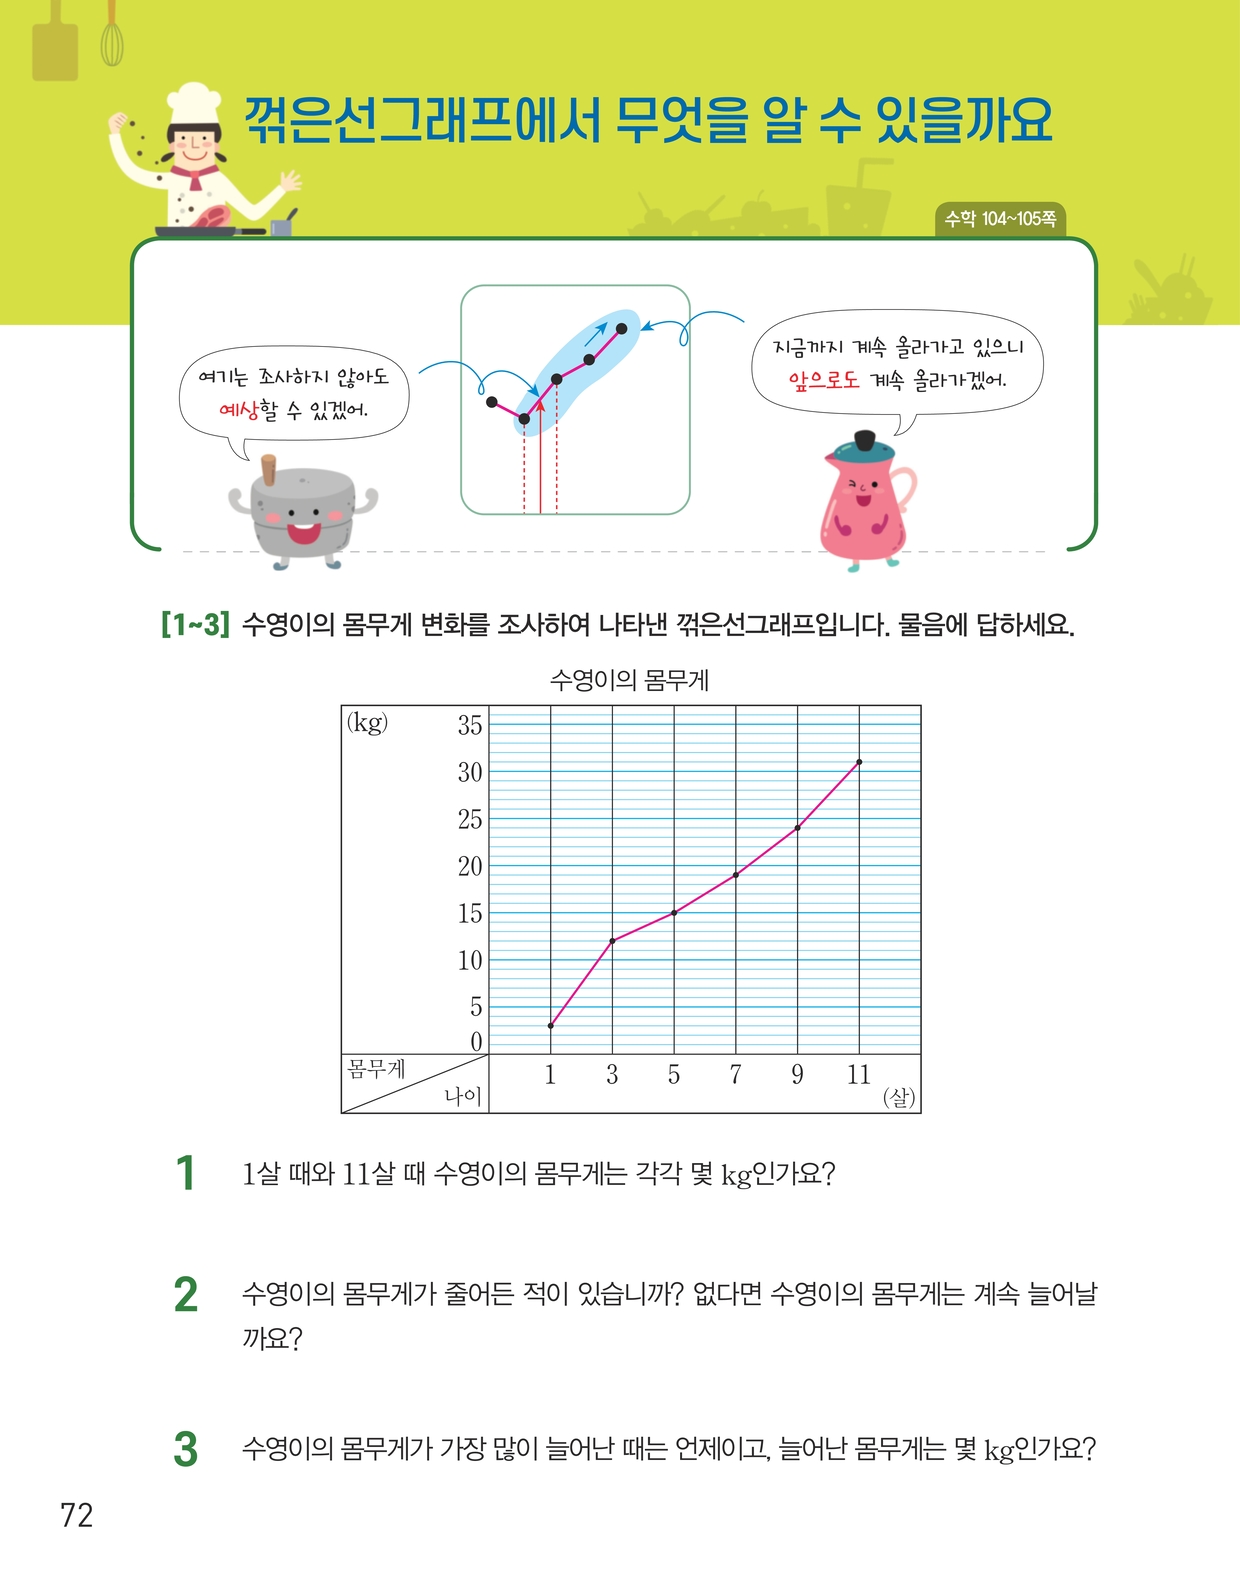 꺾은선그래프에서 무엇을 알 수 있을까요
수학 104~105쪽
여기는 조사하지 않아도
예상할 수 있겠어.
지금까지 계속 올라가고 있으니
앞으로도 계속 올라가겠어.
[1~3] 수영이의 몸무게 변화를 조사하여 나타낸 꺾은선그래프입니다. 물음에 답하세요.
수영이의 몸무게
(kg)
35
30
25
20
15
10
5
0
몸무게
나이
1 3 5 7 9 11
(살)
1 1살 때와 11살 때 수영이의 몸무게는 각각 몇 kg인가요?
2 수영이의 몸무게가 줄어든 적이 있습니까? 없다면 수영이의 몸무게는 계속 늘어날
까요?
3 수영이의 몸무게가 가장 많이 늘어난 때는 언제이고, 늘어난 몸무게는 몇 kg인가요?
72